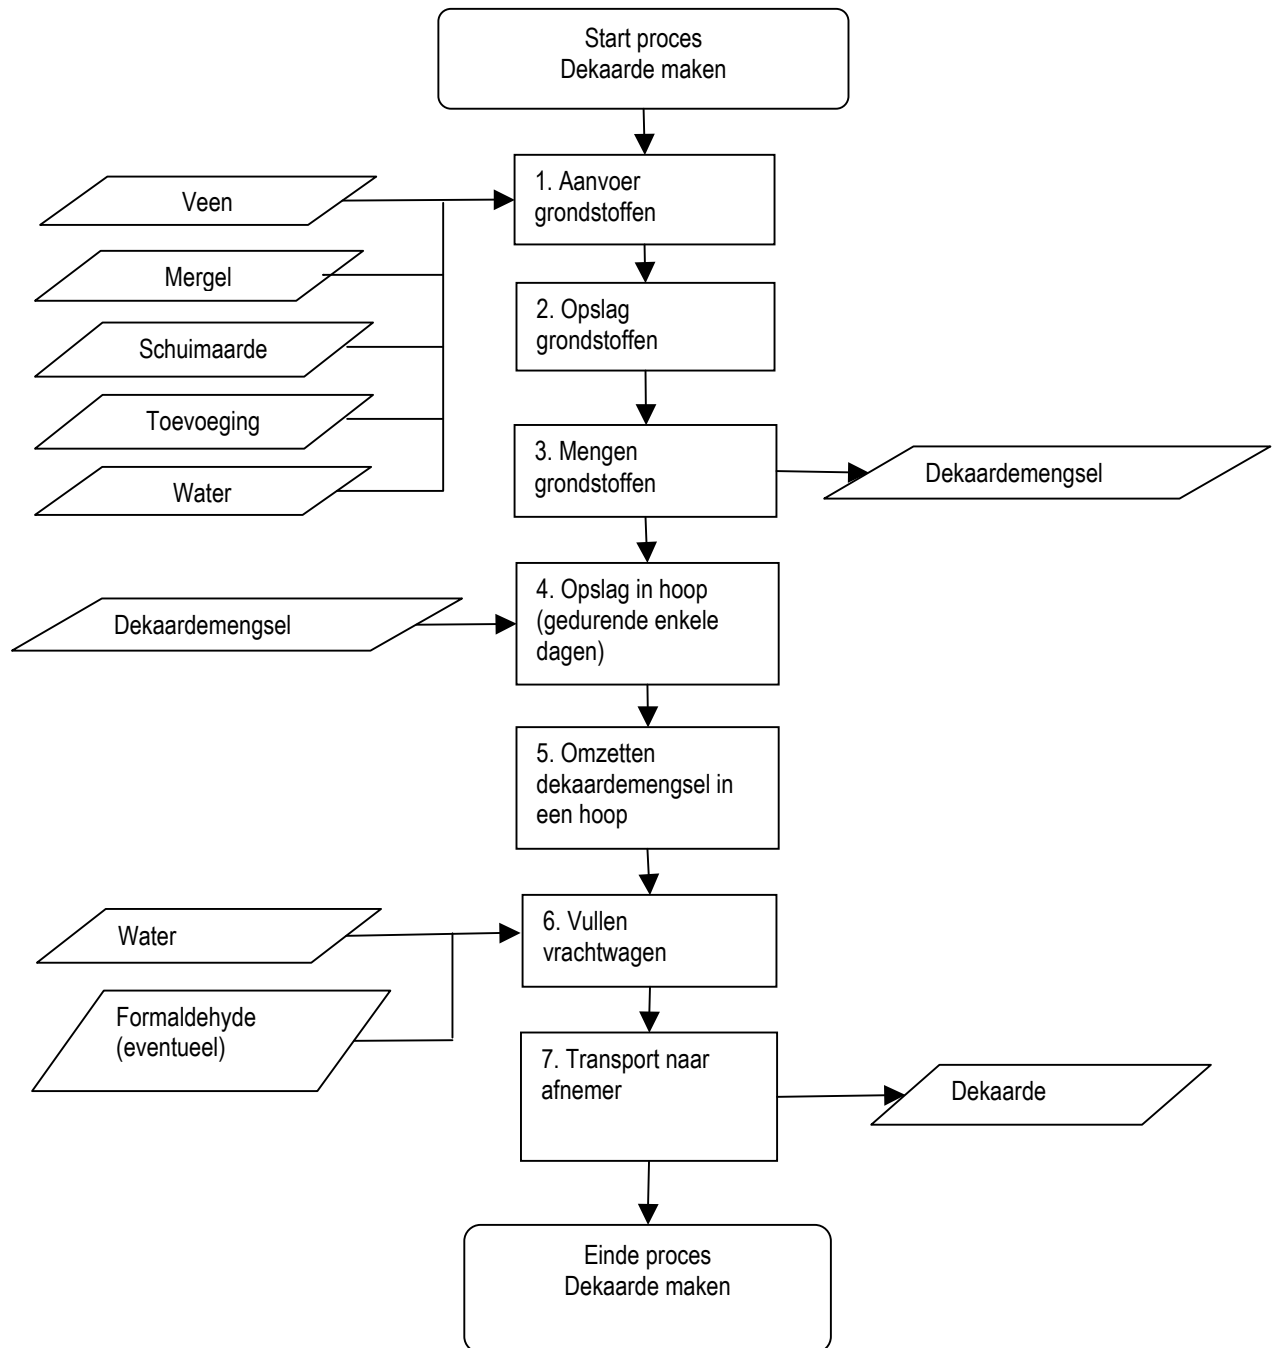 Start proces
Dekaarde maken
Veen
1. Aanvoer
grondstoffen
Mergel
2. Opslag
grondstoffen
Schuimaarde
Toevoeging
3. Mengen
grondstoffen
Dekaardemengsel
Water
4. Opslag in hoop
(gedurende enkele
dagen)
Dekaardemengsel
5. Omzetten
dekaardemengsel in
een hoop
6. Vullen
vrachtwagen
Water
Formaldehyde
(eventueel)
7. Transport naar
afnemer
Dekaarde
Einde proces
Dekaarde maken